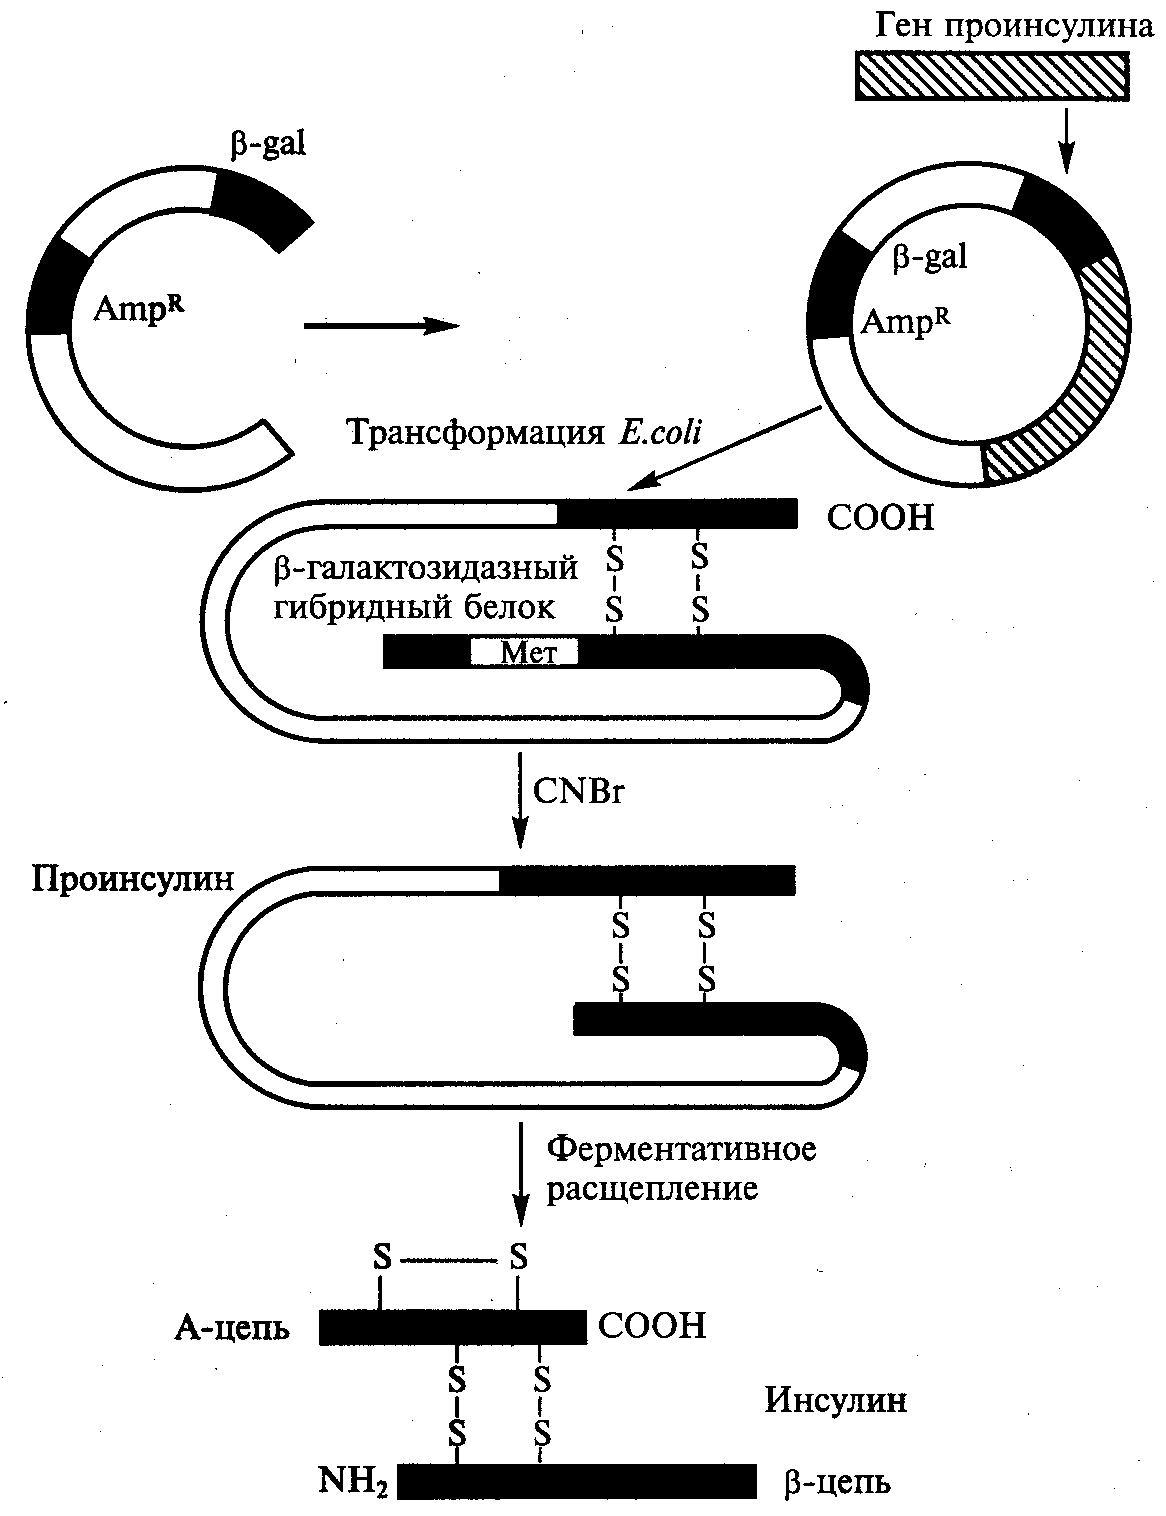 Ген проинсулина
β-gal
Amp^R
β-gal
Amp^R
Трансформация E.coli
COOH
β-галактозидазный
гибридный белок
S S
S S
Мет
CNBr
Проинсулин
S S
S S
Ферментативное
расщепление
S S
А-цепь
COOH
S S
S S
Инсулин
NH₂
β-цепь